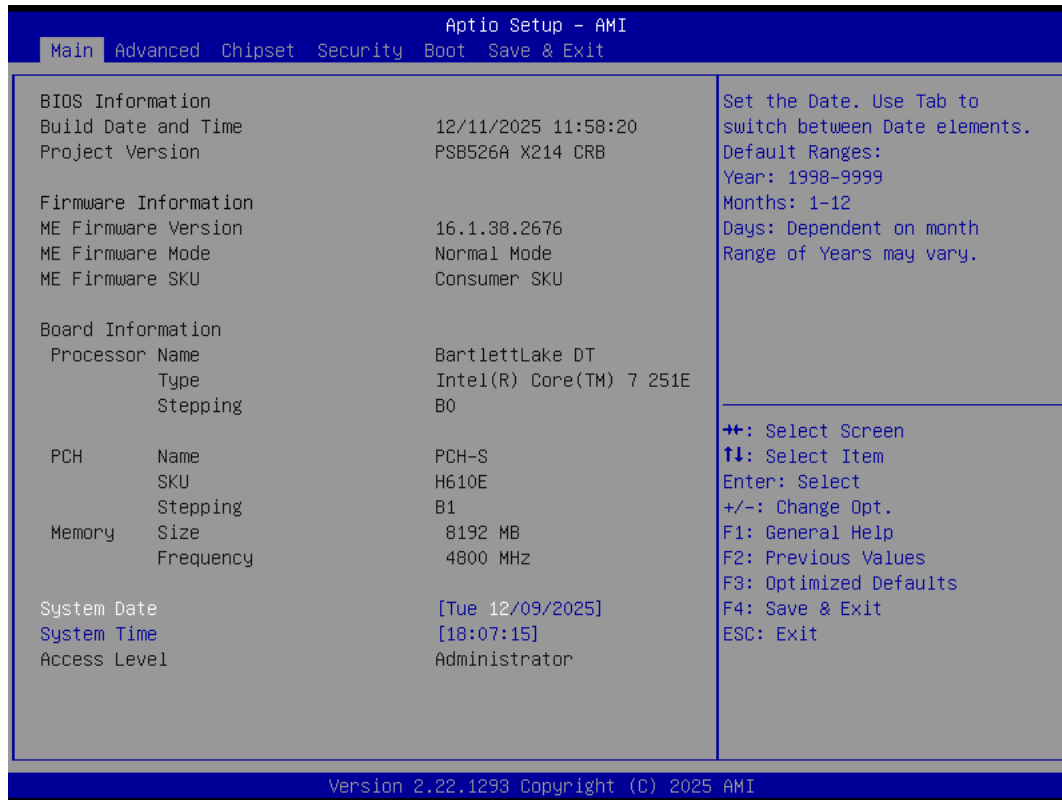 Aptio Setup – AMI
Main Advanced Chipset Security Boot Save & Exit
BIOS Information
Build Date and Time 12/11/2025 11:58:20
Project Version PSB526A X214 CRB
Firmware Information
ME Firmware Version 16.1.38.2676
ME Firmware Mode Normal Mode
ME Firmware SKU Consumer SKU
Board Information
Processor Name BartlettLake DT
Type Intel(R) Core(TM) 7 251E
Stepping B0
PCH Name PCH-S
SKU H610E
Stepping B1
Memory Size 8192 MB
Frequency 4800 MHz
System Date [Tue 12/09/2025]
System Time [18:07:15]
Access Level Administrator
Set the Date. Use Tab to
switch between Date elements.
Default Ranges:
Year: 1998-9999
Months: 1-12
Days: Dependent on month
Range of Years may vary.
→←: Select Screen
↑↓: Select Item
Enter: Select
+/-: Change Opt.
F1: General Help
F2: Previous Values
F3: Optimized Defaults
F4: Save & Exit
ESC: Exit
Version 2.22.1293 Copyright (C) 2025 AMI